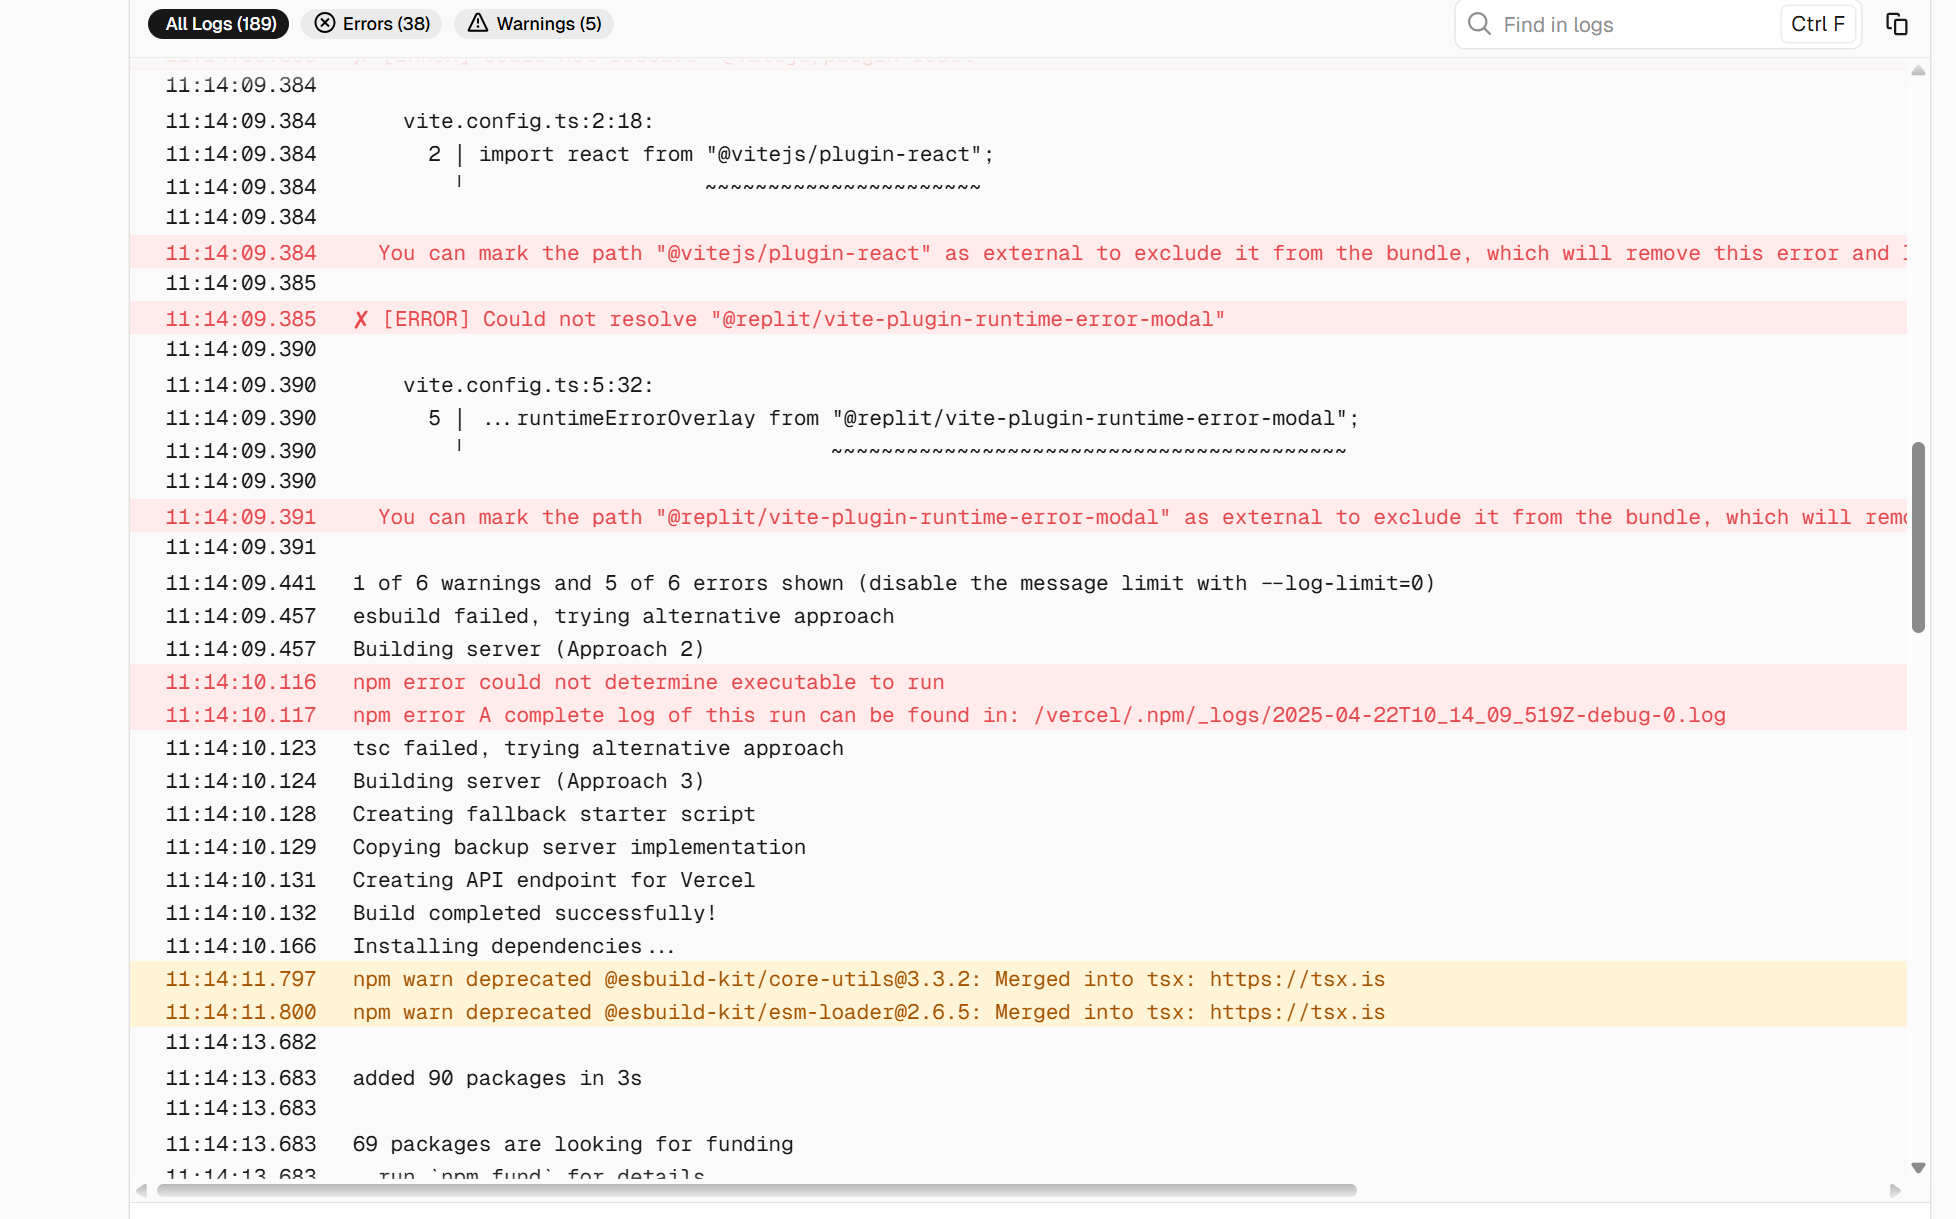 All Logs (189) Errors (38) Warnings (5) Find in logs Ctrl F
11:14:09.384
11:14:09.384 vite.config.ts:2:18:
11:14:09.384 2 │ import react from "@vitejs/plugin-react";
11:14:09.384 ╵ ~~~~~~~~~~~~~~~~~~~~~~
11:14:09.384
11:14:09.384 You can mark the path "@vitejs/plugin-react" as external to exclude it from the bundle, which will remove this error and
11:14:09.385
11:14:09.385 ✗ [ERROR] Could not resolve "@replit/vite-plugin-runtime-error-modal"
11:14:09.390
11:14:09.390 vite.config.ts:5:32:
11:14:09.390 5 │ ...runtimeErrorOverlay from "@replit/vite-plugin-runtime-error-modal";
11:14:09.390 ╵ ~~~~~~~~~~~~~~~~~~~~~~~~~~~~~~~~~~~~~~~~~
11:14:09.390
11:14:09.391 You can mark the path "@replit/vite-plugin-runtime-error-modal" as external to exclude it from the bundle, which will
11:14:09.391
11:14:09.441 1 of 6 warnings and 5 of 6 errors shown (disable the message limit with --log-limit=0)
11:14:09.457 esbuild failed, trying alternative approach
11:14:09.457 Building server (Approach 2)
11:14:10.116 npm error could not determine executable to run
11:14:10.117 npm error A complete log of this run can be found in: /vercel/.npm/_logs/2025-04-22T10_14_09_519Z-debug-0.log
11:14:10.123 tsc failed, trying alternative approach
11:14:10.124 Building server (Approach 3)
11:14:10.128 Creating fallback starter script
11:14:10.129 Copying backup server implementation
11:14:10.131 Creating API endpoint for Vercel
11:14:10.132 Build completed successfully!
11:14:10.166 Installing dependencies...
11:14:11.797 npm warn deprecated @esbuild-kit/core-utils@3.3.2: Merged into tsx: https://tsx.is
11:14:11.800 npm warn deprecated @esbuild-kit/esm-loader@2.6.5: Merged into tsx: https://tsx.is
11:14:13.682
11:14:13.683 added 90 packages in 3s
11:14:13.683
11:14:13.683 69 packages are looking for funding
11:14:13.683 run `npm fund` for details